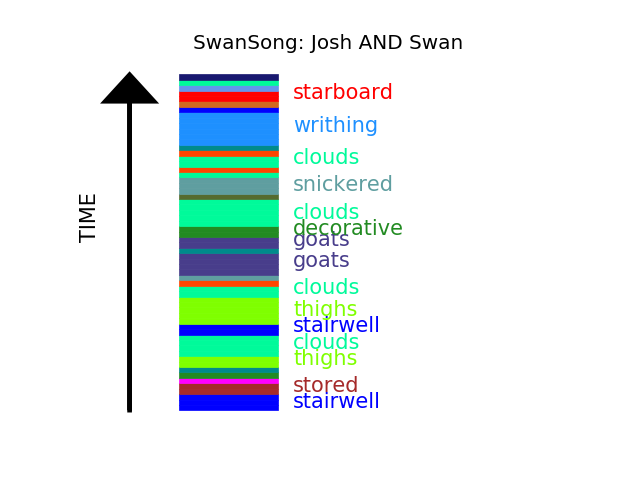 SwanSong: Josh AND Swan
starboard
writhing
clouds
snickered
clouds
decorative
goats
goats
clouds
thighs
stairwell
clouds
thighs
stored
stairwell
TIME